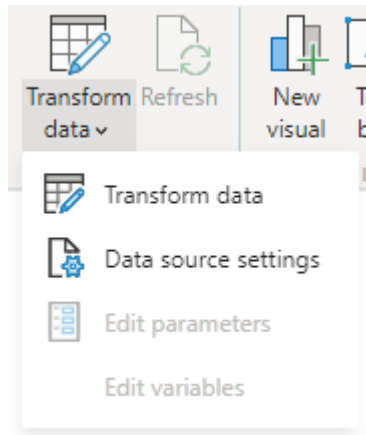 Transform Refresh New
data visual
Transform data
Data source settings
Edit parameters
Edit variables